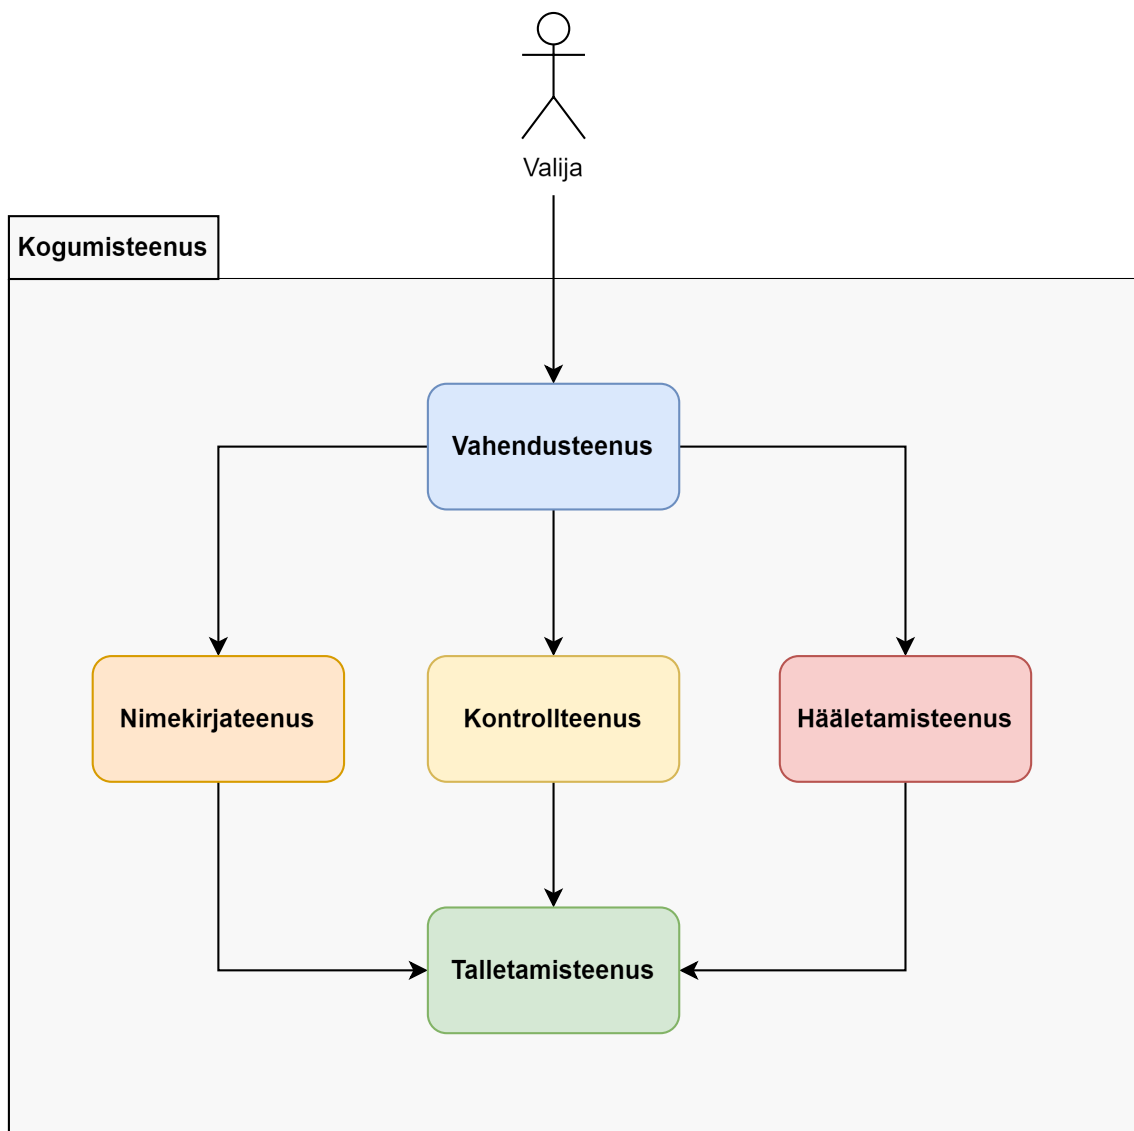 Valija
Kogumisteenus
Vahendusteenus
Nimekirjateenus
Kontrollteenus
Hääletamisteenus
Talletamisteenus